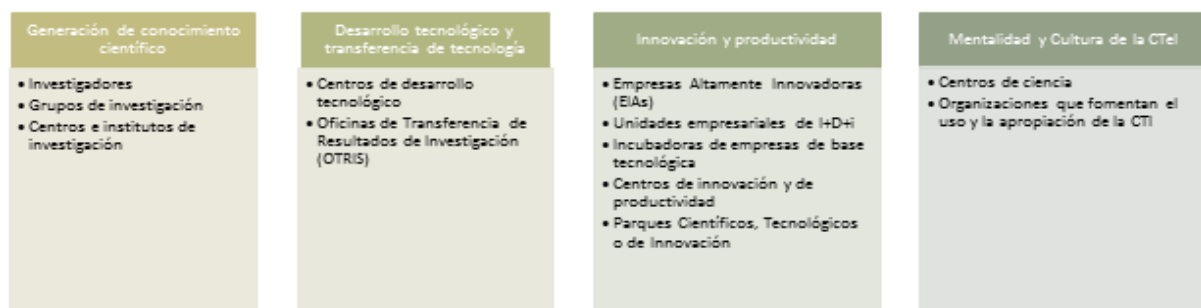 Generación de conocimiento
científico
• Investigadores
• Grupos de investigación
• Centros e institutos de
investigación
Desarrollo tecnológico y
transferencia de tecnología
• Centros de desarrollo
tecnológico
• Oficinas de Transferencia de
Resultados de Investigación
(OTRIS)
Innovación y productividad
• Empresas Altamente Innovadoras
(EIAs)
• Unidades empresariales de I+D+i
• Incubadoras de empresas de base
tecnológica
• Centros de innovación y de
productividad
• Parques Científicos, Tecnológicos
o de Innovación
Mentalidad y Cultura de la CTeI
• Centros de ciencia
• Organizaciones que fomentan el
uso y la apropiación de la CTI